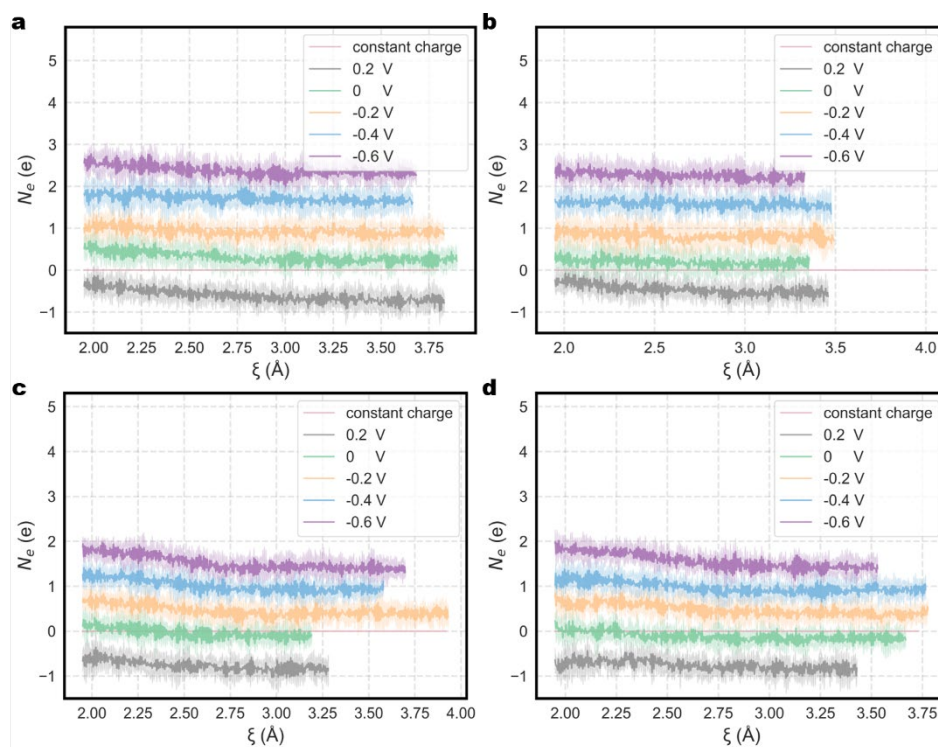 a
5
4
3
2
1
0
−1
N_e (e)
constant charge
0.2 V
0 V
-0.2 V
-0.4 V
-0.6 V
2.00 2.25 2.50 2.75 3.00 3.25 3.50 3.75
ξ (Å)
b
5
4
3
2
1
0
−1
N_e (e)
constant charge
0.2 V
0 V
-0.2 V
-0.4 V
-0.6 V
2.0 2.5 3.0 3.5 4.0
ξ (Å)
c
5
4
3
2
1
0
−1
N_e (e)
constant charge
0.2 V
0 V
-0.2 V
-0.4 V
-0.6 V
2.00 2.25 2.50 2.75 3.00 3.25 3.50 3.75 4.00
ξ (Å)
d
5
4
3
2
1
0
−1
N_e (e)
constant charge
0.2 V
0 V
-0.2 V
-0.4 V
-0.6 V
2.00 2.25 2.50 2.75 3.00 3.25 3.50 3.75
ξ (Å)